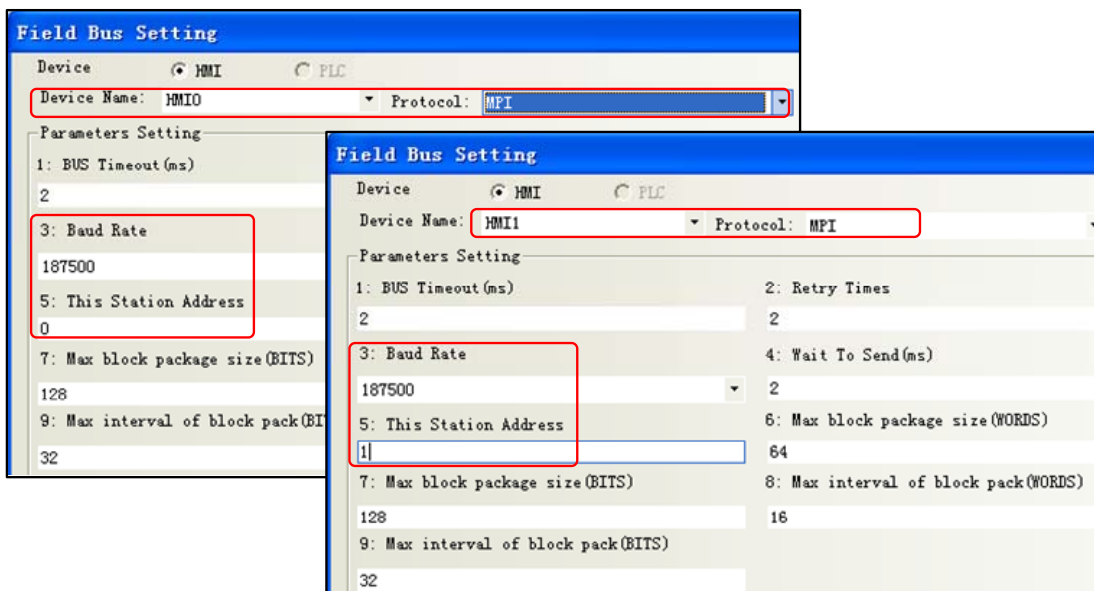 Field Bus Setting
Device HMI PLC
Device Name: HMI0 Protocol: MPI
Parameters Setting
1: BUS Timeout(ms)
2
3: Baud Rate
187500
5: This Station Address
0
7: Max block package size(BITS)
128
9: Max interval of block pack(BI
32
Field Bus Setting
Device HMI PLC
Device Name: HMI1 Protocol: MPI
Parameters Setting
1: BUS Timeout(ms) 2: Retry Times
2 2
3: Baud Rate 4: Wait To Send(ms)
187500 2
5: This Station Address 6: Max block package size(WORDS)
1 64
7: Max block package size(BITS) 8: Max interval of block pack(WORDS)
128 16
9: Max interval of block pack(BITS)
32